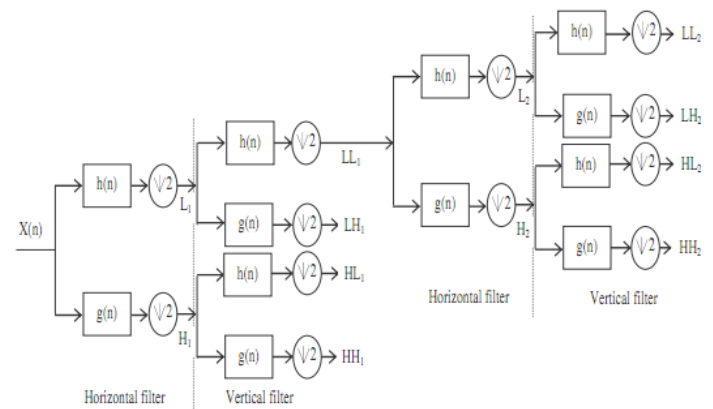 h(n) ↓2 LL₂
h(n) ↓2 L₂
g(n) ↓2 LH₂
h(n) ↓2 LL₁
h(n) ↓2 HL₂
h(n) ↓2 L₁
g(n) ↓2 H₂
g(n) ↓2 LH₁
X(n)
g(n) ↓2 HH₂
h(n) ↓2 HL₁
Horizontal filter Vertical filter
g(n) ↓2 H₁
g(n) ↓2 HH₁
Horizontal filter Vertical filter